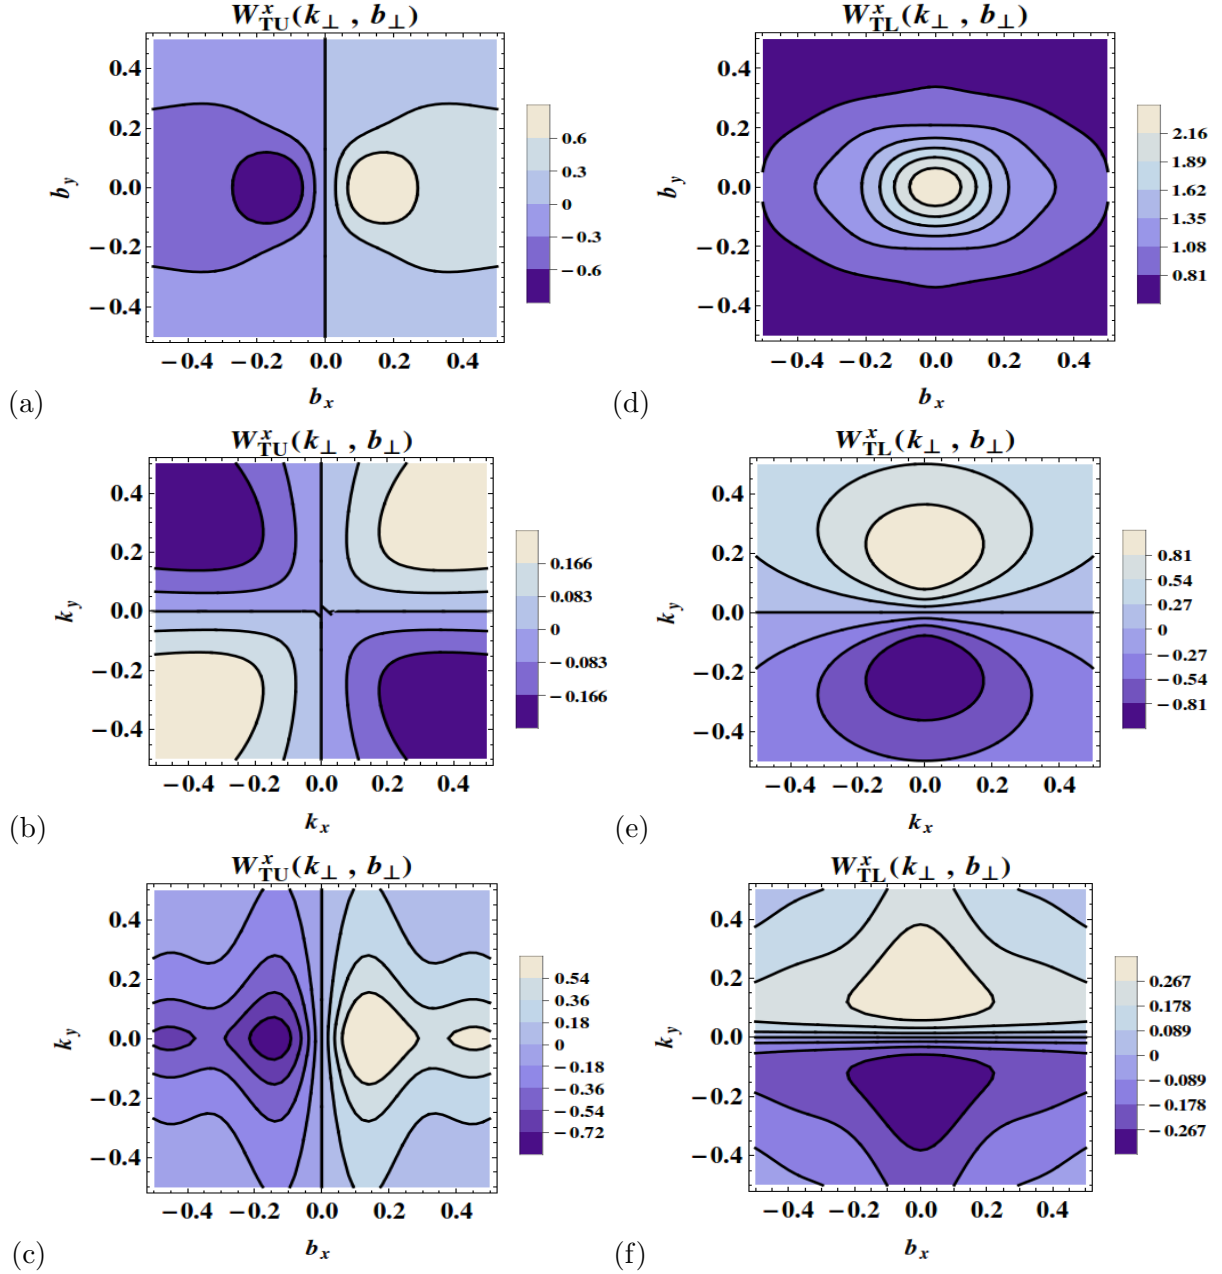 W^x_TU(k_⊥ , b_⊥)
0.4
0.2
0.0
−0.2
−0.4
b_y
−0.4 −0.2 0.0 0.2 0.4
b_x
0.6
0.3
0
−0.3
−0.6
(a)
W^x_TL(k_⊥ , b_⊥)
0.4
0.2
0.0
−0.2
−0.4
b_y
−0.4 −0.2 0.0 0.2 0.4
b_x
2.16
1.89
1.62
1.35
1.08
0.81
(d)
W^x_TU(k_⊥ , b_⊥)
0.4
0.2
0.0
−0.2
−0.4
k_y
−0.4 −0.2 0.0 0.2 0.4
k_x
0.166
0.083
0
−0.083
−0.166
(b)
W^x_TL(k_⊥ , b_⊥)
0.4
0.2
0.0
−0.2
−0.4
k_y
−0.4 −0.2 0.0 0.2 0.4
k_x
0.81
0.54
0.27
0
−0.27
−0.54
−0.81
(e)
W^x_TU(k_⊥ , b_⊥)
0.4
0.2
0.0
−0.2
−0.4
k_y
−0.4 −0.2 0.0 0.2 0.4
b_x
0.54
0.36
0.18
0
−0.18
−0.36
−0.54
−0.72
(c)
W^x_TL(k_⊥ , b_⊥)
0.4
0.2
0.0
−0.2
−0.4
k_y
−0.4 −0.2 0.0 0.2 0.4
b_x
0.267
0.178
0.089
0
−0.089
−0.178
−0.267
(f)